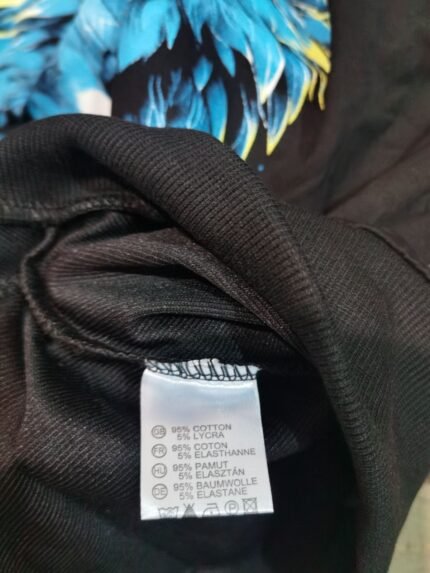 GB 95% COTTON
5% LYCRA
FR 95% COTON
5% ELASTHANNE
HU 95% PAMUT
5% ELASZTÁN
DE 95% BAUMWOLLE
5% ELASTANE